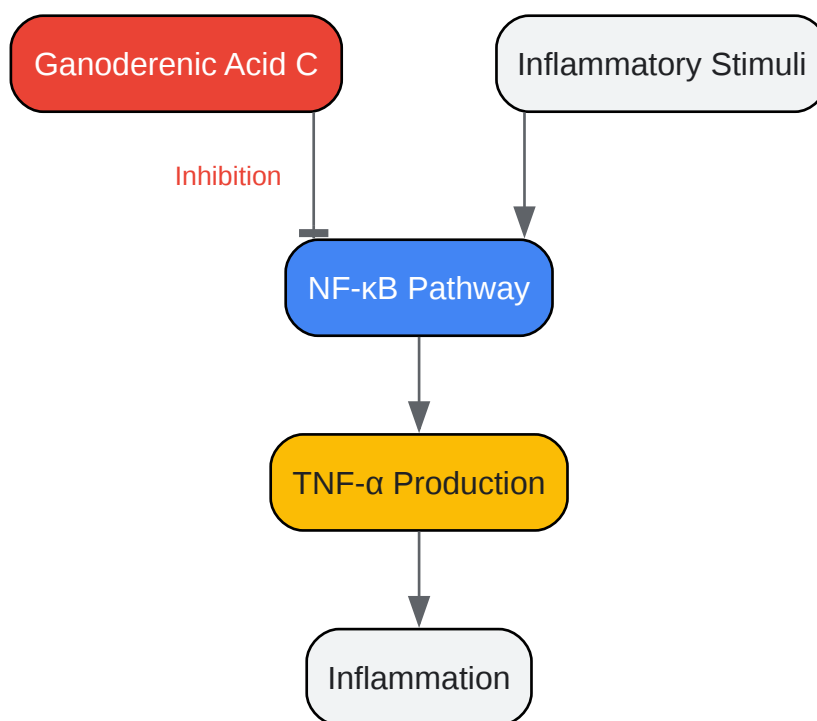 Ganoderenic Acid C
Inflammatory Stimuli
Inhibition
NF-κB Pathway
TNF-α Production
Inflammation